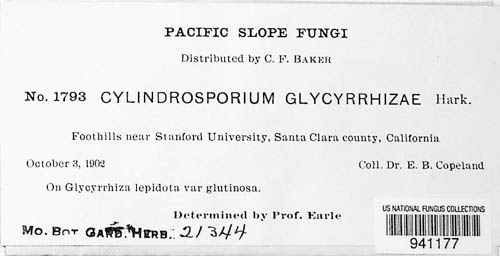 PACIFIC SLOPE FUNGI
Distributed by C. F. BAKER
No. 1793 CYLINDROSPORIUM GLYCYRRHIZAE Hark.
Foothills near Stanford University, Santa Clara county, California
October 3, 1902 Coll. Dr. E. B. Copeland
On Glycyrrhiza lepidota var glutinosa.
Determined by Prof. Earle
MO. BOT GARD. HERB. 21344
US NATIONAL FUNGUS COLLECTIONS
941177